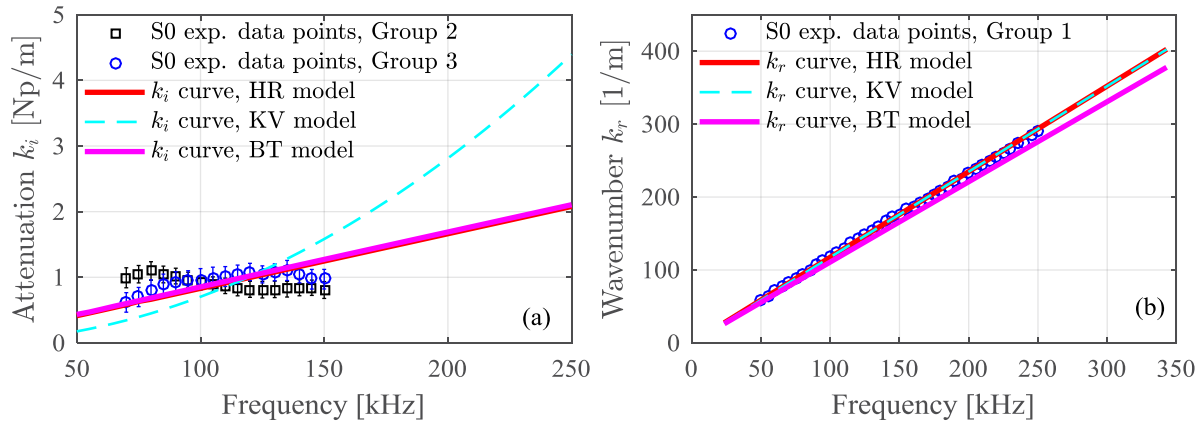 5
4
3
2
1
0
50
100
150
200
250
Attenuation k_i [Np/m]
Frequency [kHz]
S0 exp. data points, Group 2
S0 exp. data points, Group 3
k_i curve, HR model
k_i curve, KV model
k_i curve, BT model
(a)
400
300
200
100
0
0
50
100
150
200
250
300
350
Wavenumber k_r [1/m]
Frequency [kHz]
S0 exp. data points, Group 1
k_r curve, HR model
k_r curve, KV model
k_r curve, BT model
(b)